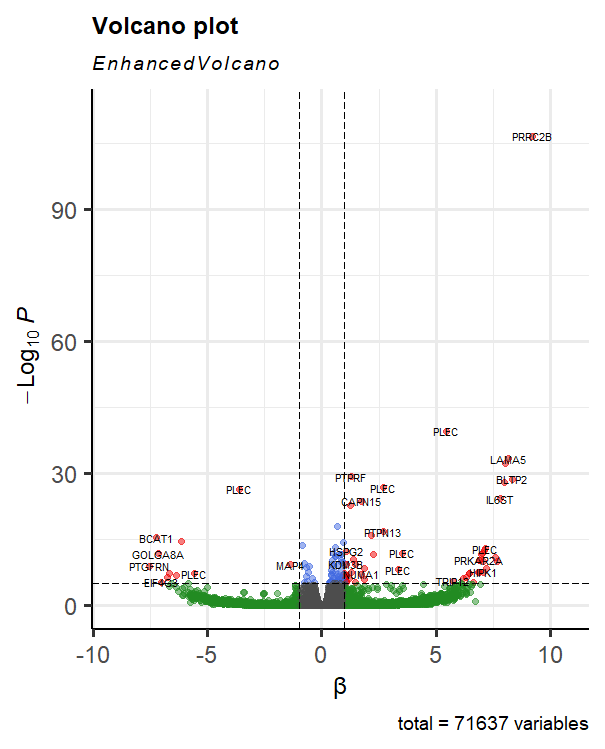 Volcano plot
EnhancedVolcano
PRRC2B
90
60
PLEC
LAMA5
30
PTPRF
BLTP2
PLEC
PLEC
CAPN15
IL6ST
PTPN13
BCAT1
HSPG2
PLEC
PLEC
GOLGA8A
PRKAR2A
PTGFRN
MAP4
KDM3B
PLEC
PLEC
NUMA1
HIPK1
EIF4G3
0
-10
-5
0
5
10
β
−Log10 P
total = 71637 variables